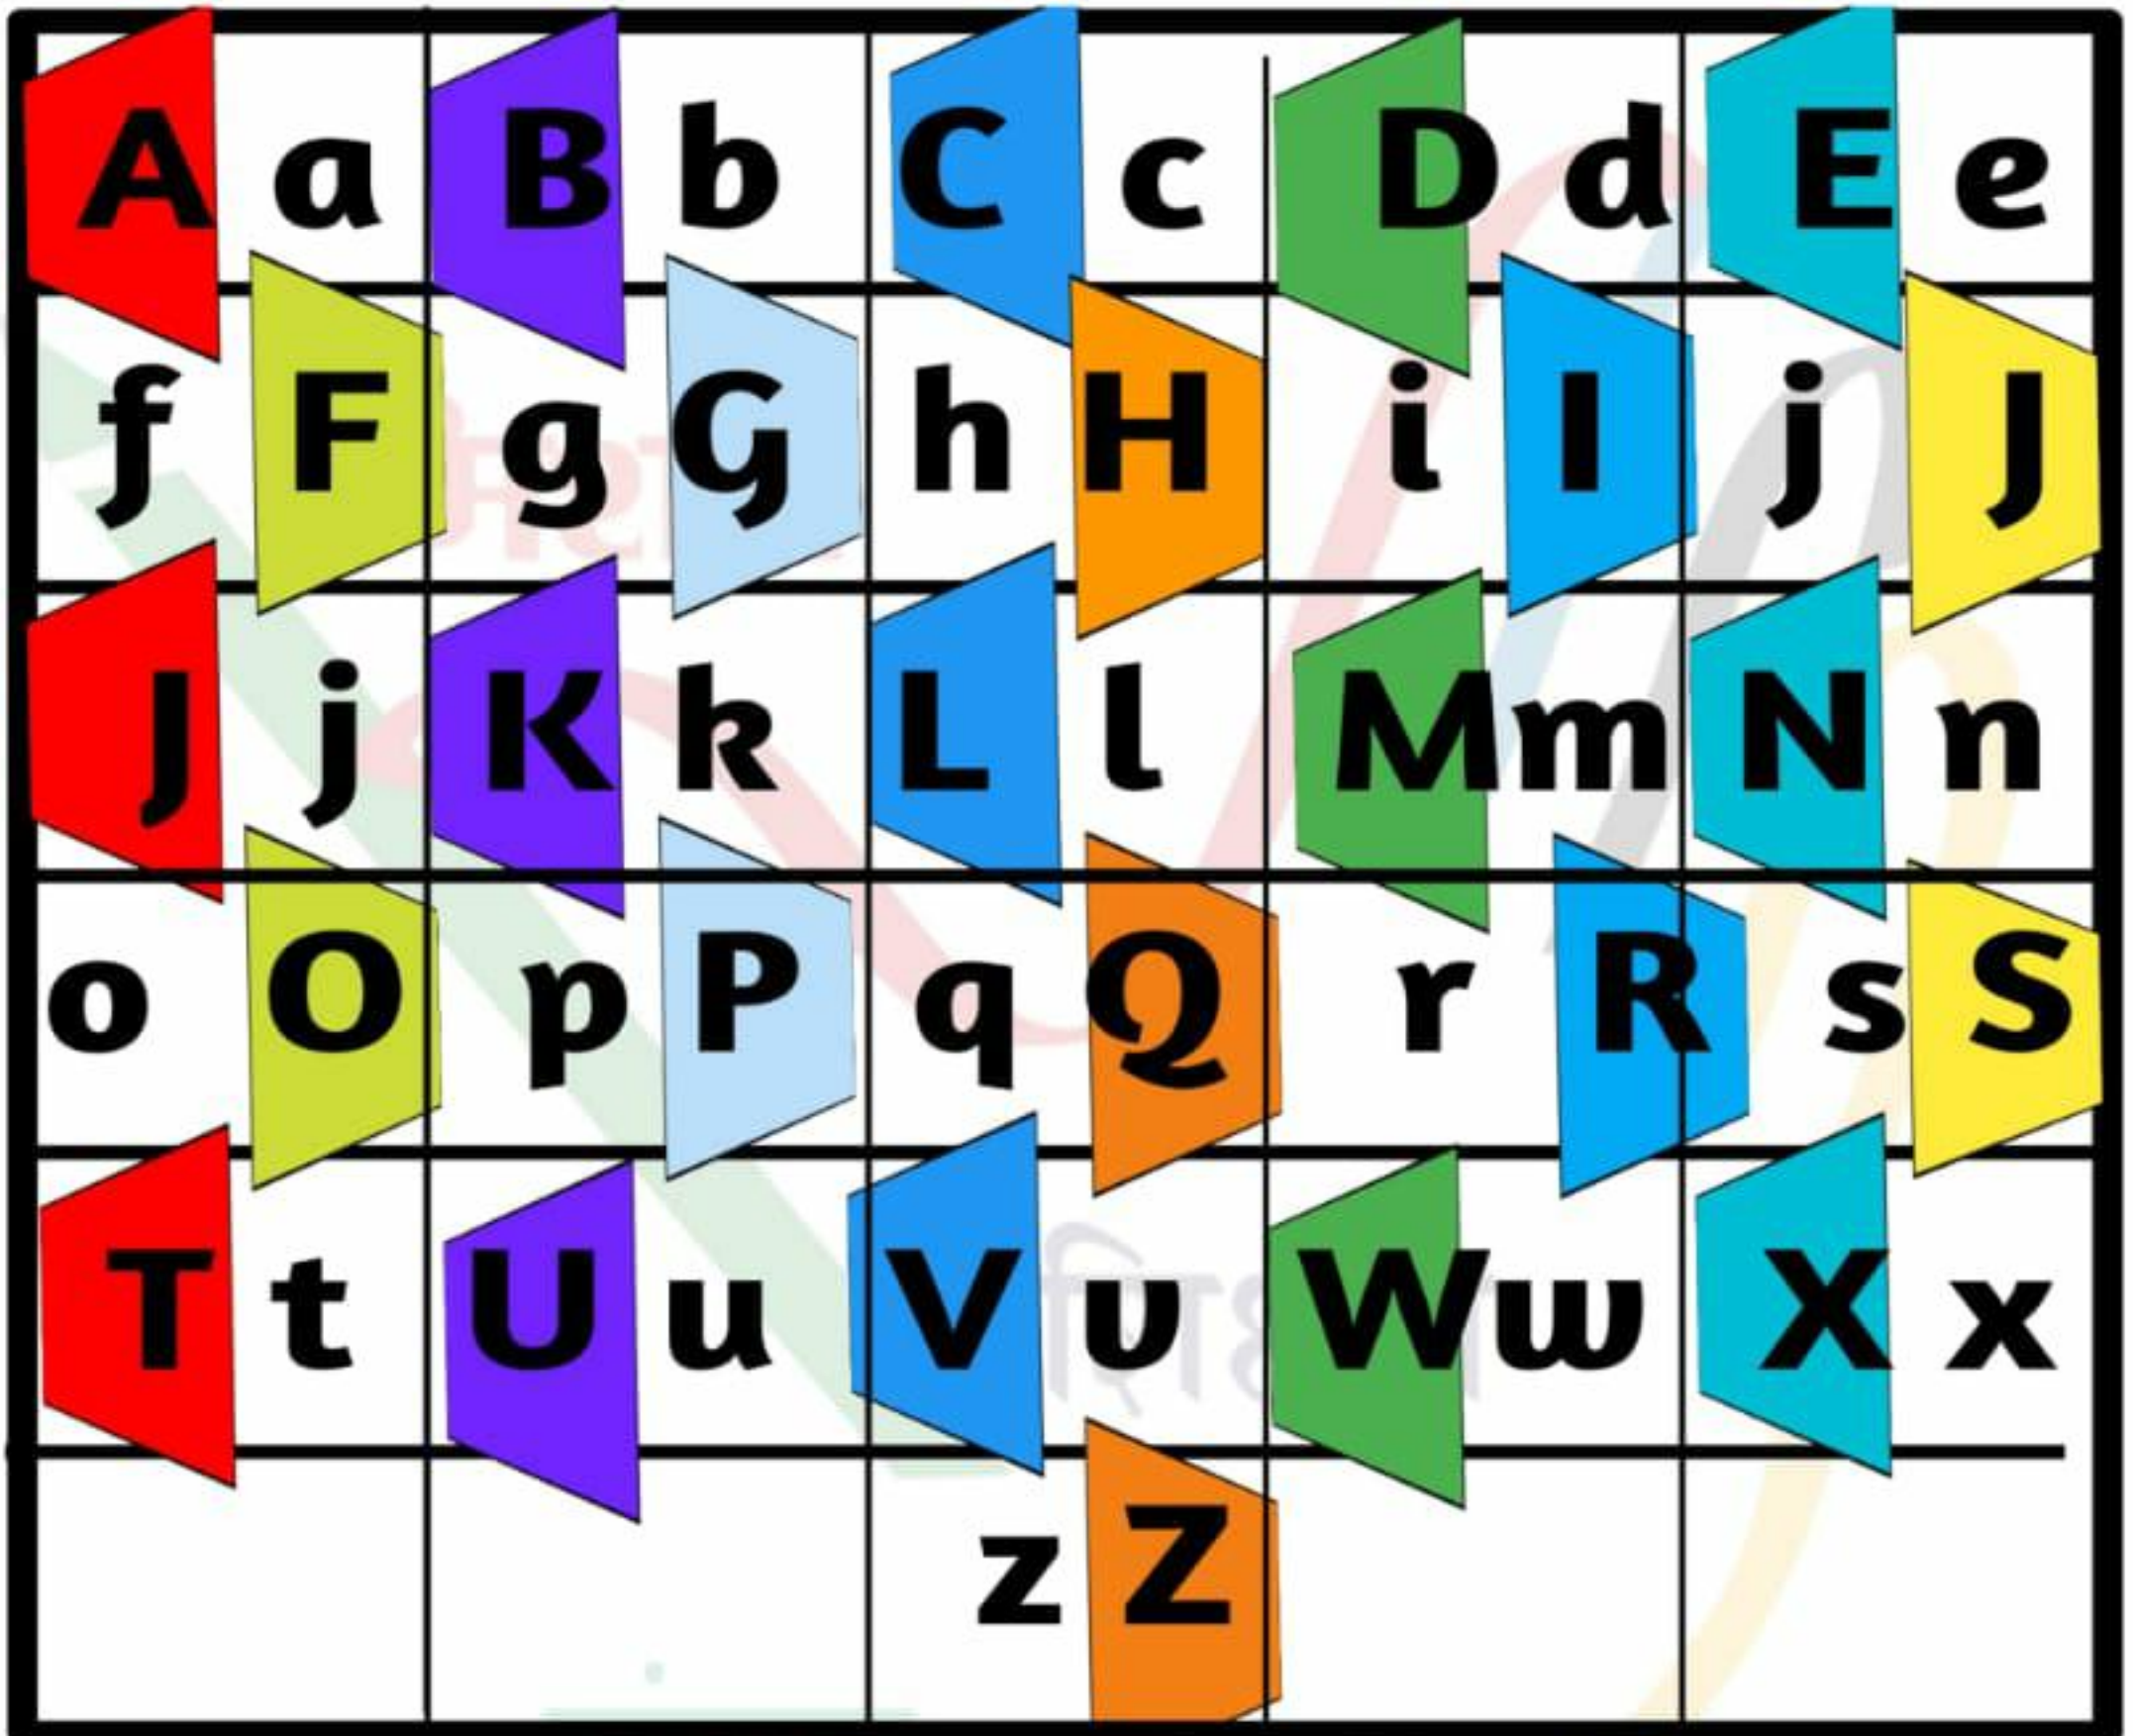 A a B b C c D d E e
f F g G h H i I j J
J j K k L l M m N n
o O p P q Q r R s S
T t U u V v W w X x
z Z